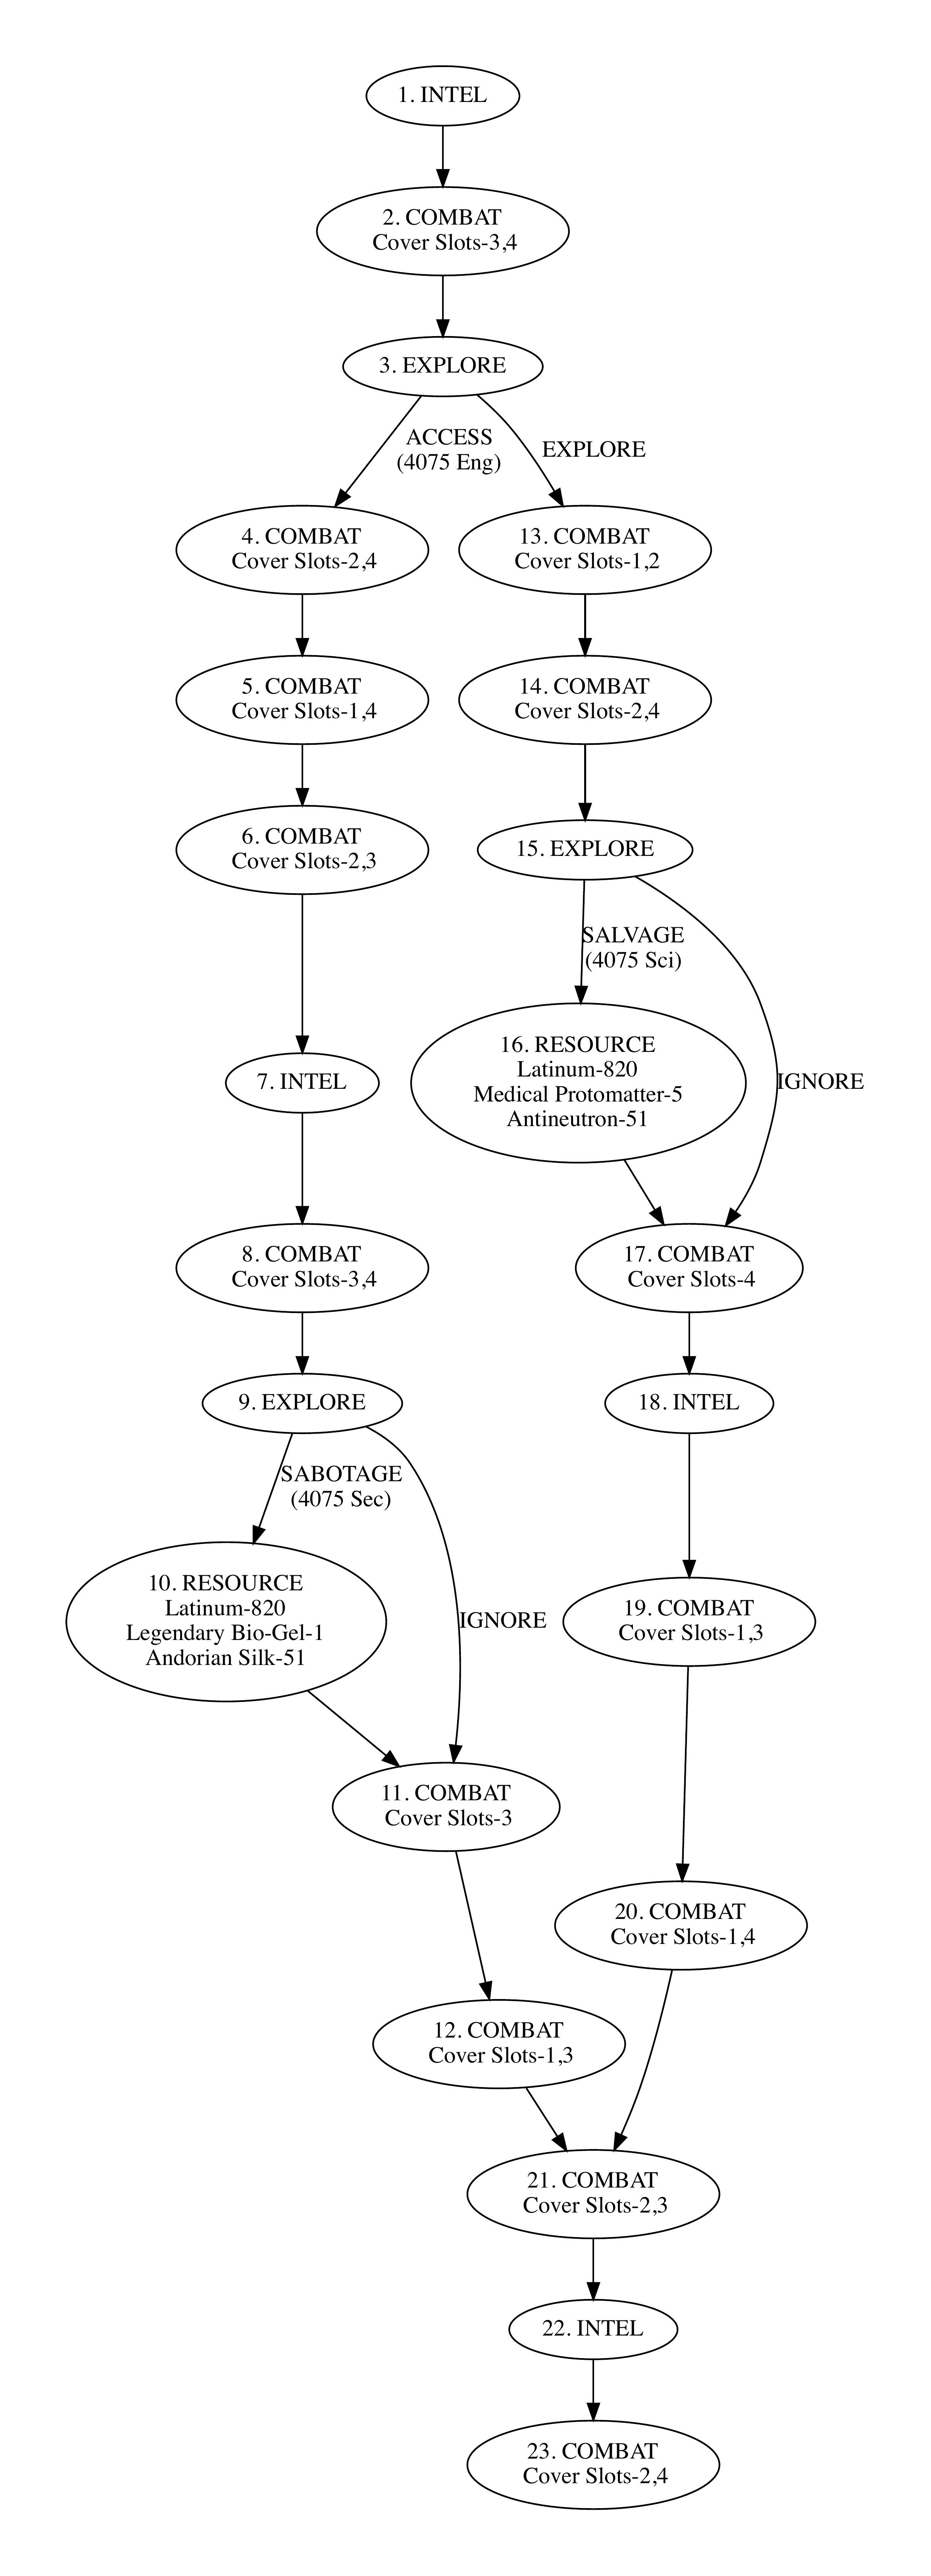 1. INTEL
2. COMBAT
Cover Slots-3,4
3. EXPLORE
ACCESS
(4075 Eng)
EXPLORE
4. COMBAT
Cover Slots-2,4
13. COMBAT
Cover Slots-1,2
5. COMBAT
Cover Slots-1,4
14. COMBAT
Cover Slots-2,4
6. COMBAT
Cover Slots-2,3
15. EXPLORE
SALVAGE
(4075 Sci)
16. RESOURCE
Latinum-820
Medical Protomatter-5
Antineutron-51
7. INTEL
IGNORE
8. COMBAT
Cover Slots-3,4
17. COMBAT
Cover Slots-4
9. EXPLORE
18. INTEL
SABOTAGE
(4075 Sec)
10. RESOURCE
Latinum-820
Legendary Bio-Gel-1
Andorian Silk-51
IGNORE
19. COMBAT
Cover Slots-1,3
11. COMBAT
Cover Slots-3
20. COMBAT
Cover Slots-1,4
12. COMBAT
Cover Slots-1,3
21. COMBAT
Cover Slots-2,3
22. INTEL
23. COMBAT
Cover Slots-2,4